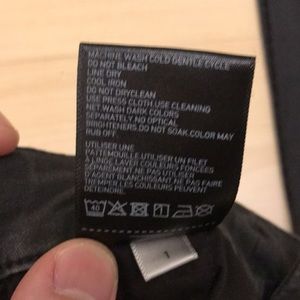 MACHINE WASH COLD GENTLE CYCLE
DO NOT BLEACH
LINE DRY
COOL IRON
DO NOT DRYCLEAN
USE PRESS CLOTH.USE CLEANING
NET.WASH DARK COLORS
SEPARATELY.NO OPTICAL
BRIGHTENERS.DO NOT SOAK.COLOR MAY
RUB OFF
UTILISER UNE
PATTEMOUILLE.UTILISER UN FILET
A LINGE.LAVER COULEURS FONCEES
SEPAREMENT.NE PAS UTILISER
D'AGENT BLANCHISSANT.NE PAS FAIRE
TREMPER.LES COULEURS PEUVENT
DETEINDRE
40
1